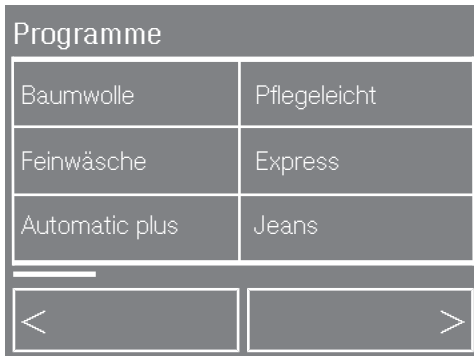 Programme
Baumwolle Pflegeleicht
Feinwäsche Express
Automatic plus Jeans
< >